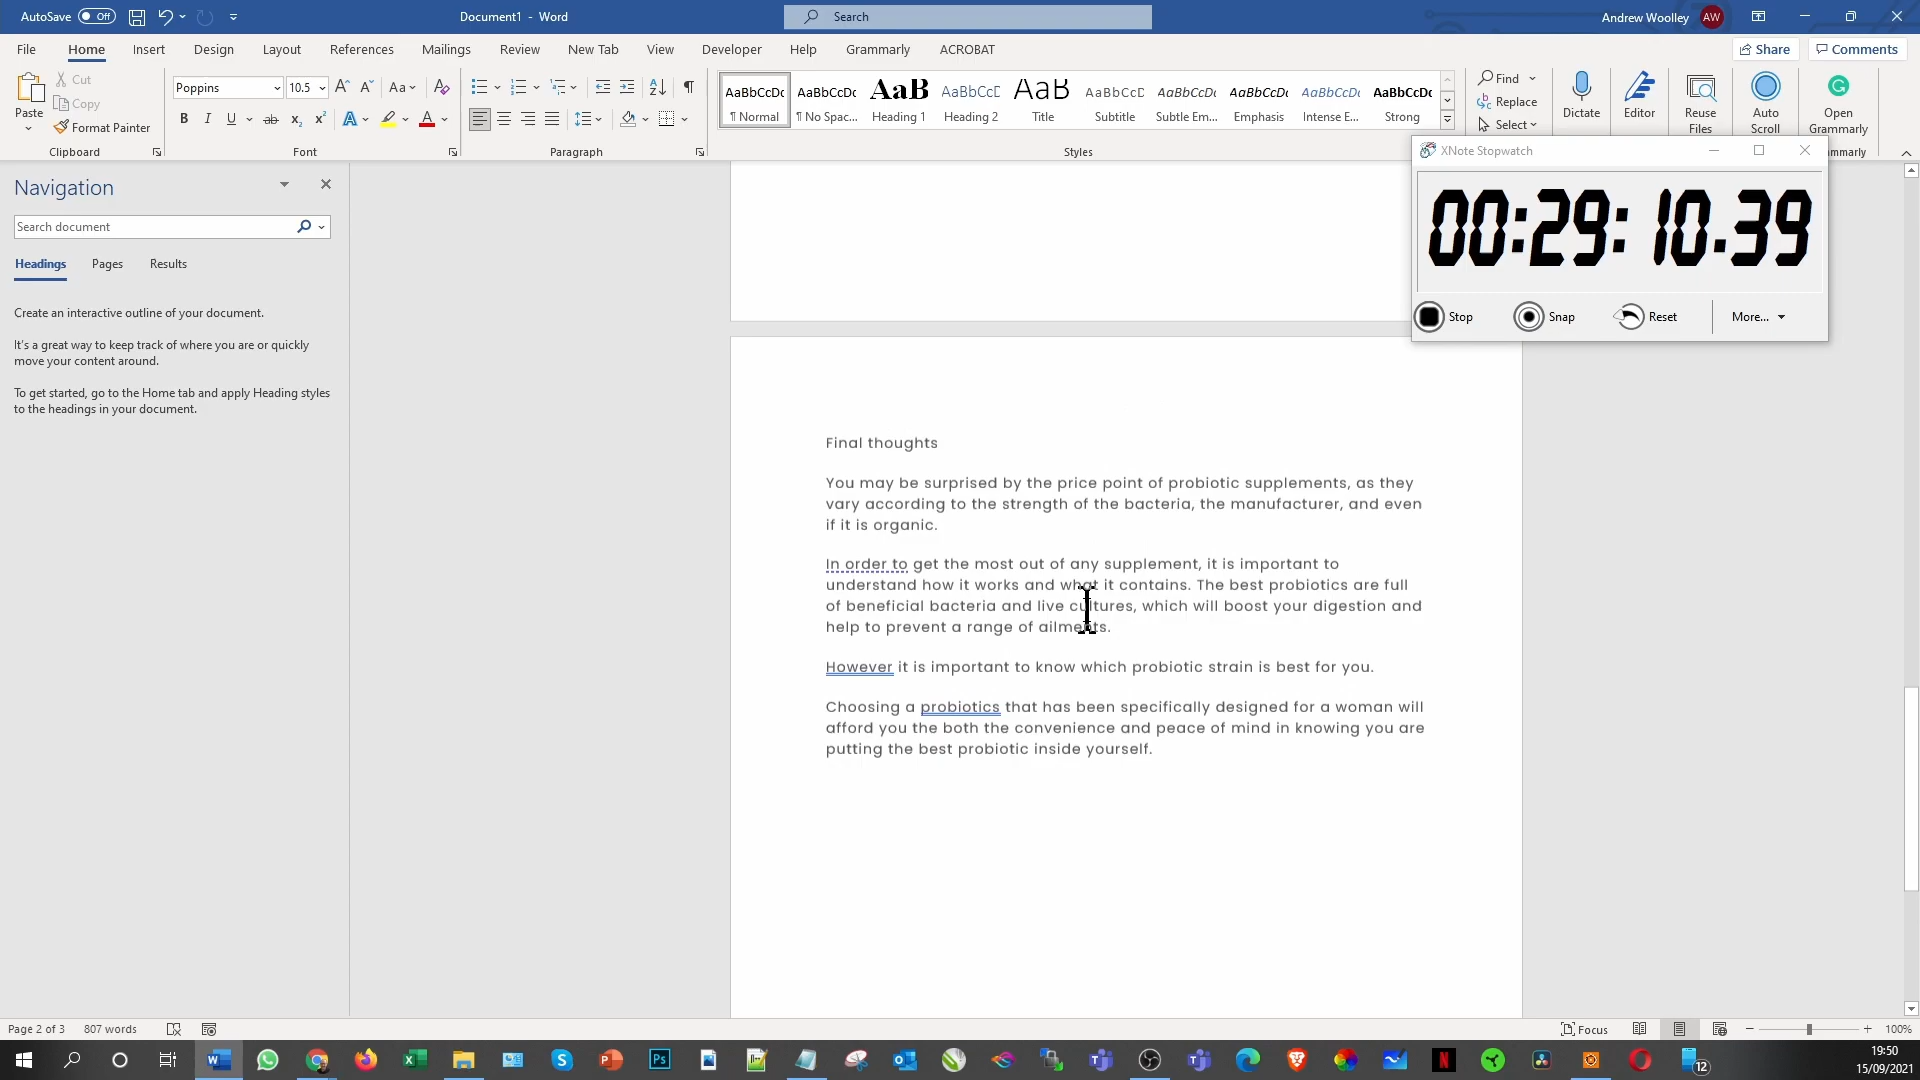 AutoSave Off
Document1 - Word
Search
Andrew Woolley AW
File Home Insert Design Layout References Mailings Review New Tab View Developer Help Grammarly ACROBAT
Share Comments
Paste
Cut
Copy
Format Painter
Clipboard
Poppins 10.5
Font
Paragraph
AaBbCcDc AaBbCcDc AaB AaBbCcD AaB AaBbCcD AaBbCcDc AaBbCcDc AaBbCcDc AaBbCcDc
¶ Normal ¶ No Spac... Heading 1 Heading 2 Title Subtitle Subtle Em... Emphasis Intense E... Strong
Styles
Find
Replace
Select
Dictate
Editor
Reuse Files
Auto Scroll
Open Grammarly
XNote Stopwatch
00:29:10.39
Stop Snap Reset More...
Navigation
Search document
Headings Pages Results
Create an interactive outline of your document.
It's a great way to keep track of where you are or quickly
move your content around.
To get started, go to the Home tab and apply Heading styles
to the headings in your document.
Final thoughts
You may be surprised by the price point of probiotic supplements, as they
vary according to the strength of the bacteria, the manufacturer, and even
if it is organic.
In order to get the most out of any supplement, it is important to
understand how it works and what it contains. The best probiotics are full
of beneficial bacteria and live cultures, which will boost your digestion and
help to prevent a range of ailments.
However it is important to know which probiotic strain is best for you.
Choosing a probiotics that has been specifically designed for a woman will
afford you the both the convenience and peace of mind in knowing you are
putting the best probiotic inside yourself.
Page 2 of 3 807 words
Focus
100%
19:50
15/09/2021
12